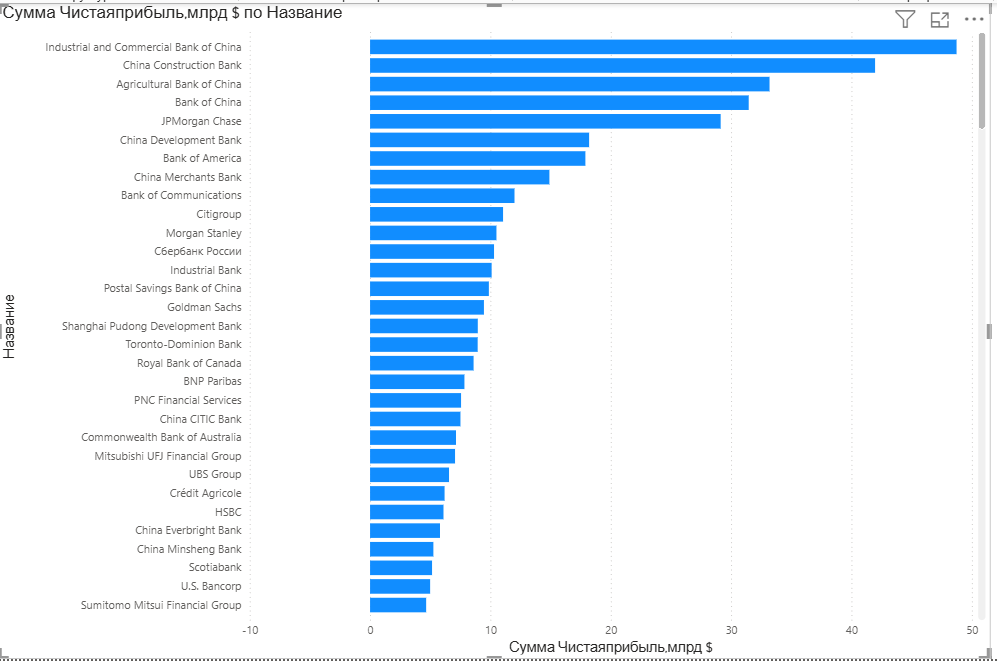 Сумма Чистаяприбыль,млрд $ по Название
Название
Industrial and Commercial Bank of China
China Construction Bank
Agricultural Bank of China
Bank of China
JPMorgan Chase
China Development Bank
Bank of America
China Merchants Bank
Bank of Communications
Citigroup
Morgan Stanley
Сбербанк России
Industrial Bank
Postal Savings Bank of China
Goldman Sachs
Shanghai Pudong Development Bank
Toronto-Dominion Bank
Royal Bank of Canada
BNP Paribas
PNC Financial Services
China CITIC Bank
Commonwealth Bank of Australia
Mitsubishi UFJ Financial Group
UBS Group
Crédit Agricole
HSBC
China Everbright Bank
China Minsheng Bank
Scotiabank
U.S. Bancorp
Sumitomo Mitsui Financial Group
-10 0 10 20 30 40 50
Сумма Чистаяприбыль,млрд $